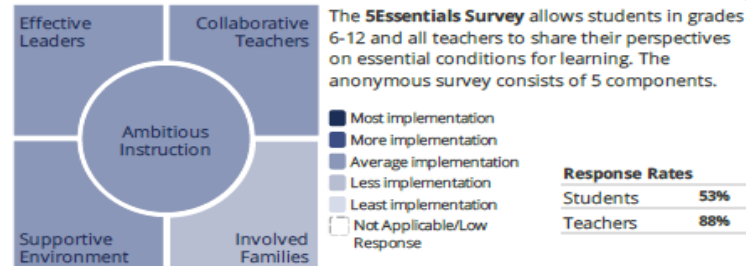 Effective
Leaders
Collaborative
Teachers
Ambitious
Instruction
Supportive
Environment
Involved
Families
The 5Essentials Survey allows students in grades
6-12 and all teachers to share their perspectives
on essential conditions for learning. The
anonymous survey consists of 5 components.
Most implementation
More implementation
Average implementation
Less implementation
Least implementation
Not Applicable/Low
Response
Response Rates
Students 53%
Teachers 88%